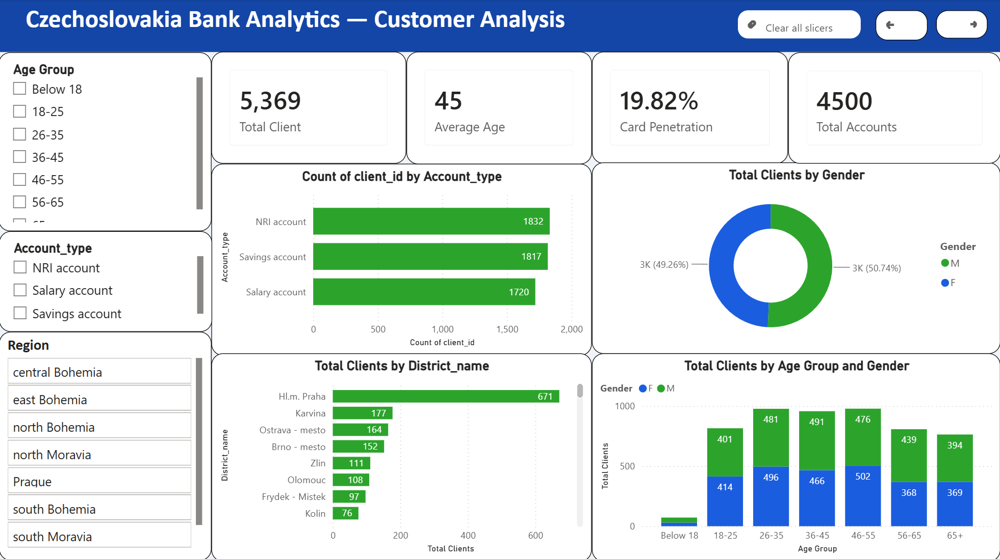 Czechoslovakia Bank Analytics — Customer Analysis
Clear all slicers
Age Group
Below 18
18-25
26-35
36-45
46-55
56-65
Account_type
NRI account
Salary account
Savings account
Region
central Bohemia
east Bohemia
north Bohemia
north Moravia
Prague
south Bohemia
south Moravia
5,369
Total Client
45
Average Age
19.82%
Card Penetration
4500
Total Accounts
Count of client_id by Account_type
Account_type
NRI account
1832
Savings account
1817
Salary account
1720
0 500 1,000 1,500 2,000
Count of client_id
Total Clients by Gender
3K (49.26%)
3K (50.74%)
Gender
M
F
Total Clients by District_name
District_name
Hl.m. Praha 671
Karvina 177
Ostrava - mesto 164
Brno - mesto 152
Zlin 111
Olomouc 108
Frydek - Mistek 97
Kolin 76
0 200 400 600
Total Clients
Total Clients by Age Group and Gender
Gender F M
Total Clients
1000
500
0
401 481 491 476 439 394
414 496 466 502 368 369
Below 18 18-25 26-35 36-45 46-55 56-65 65+
Age Group